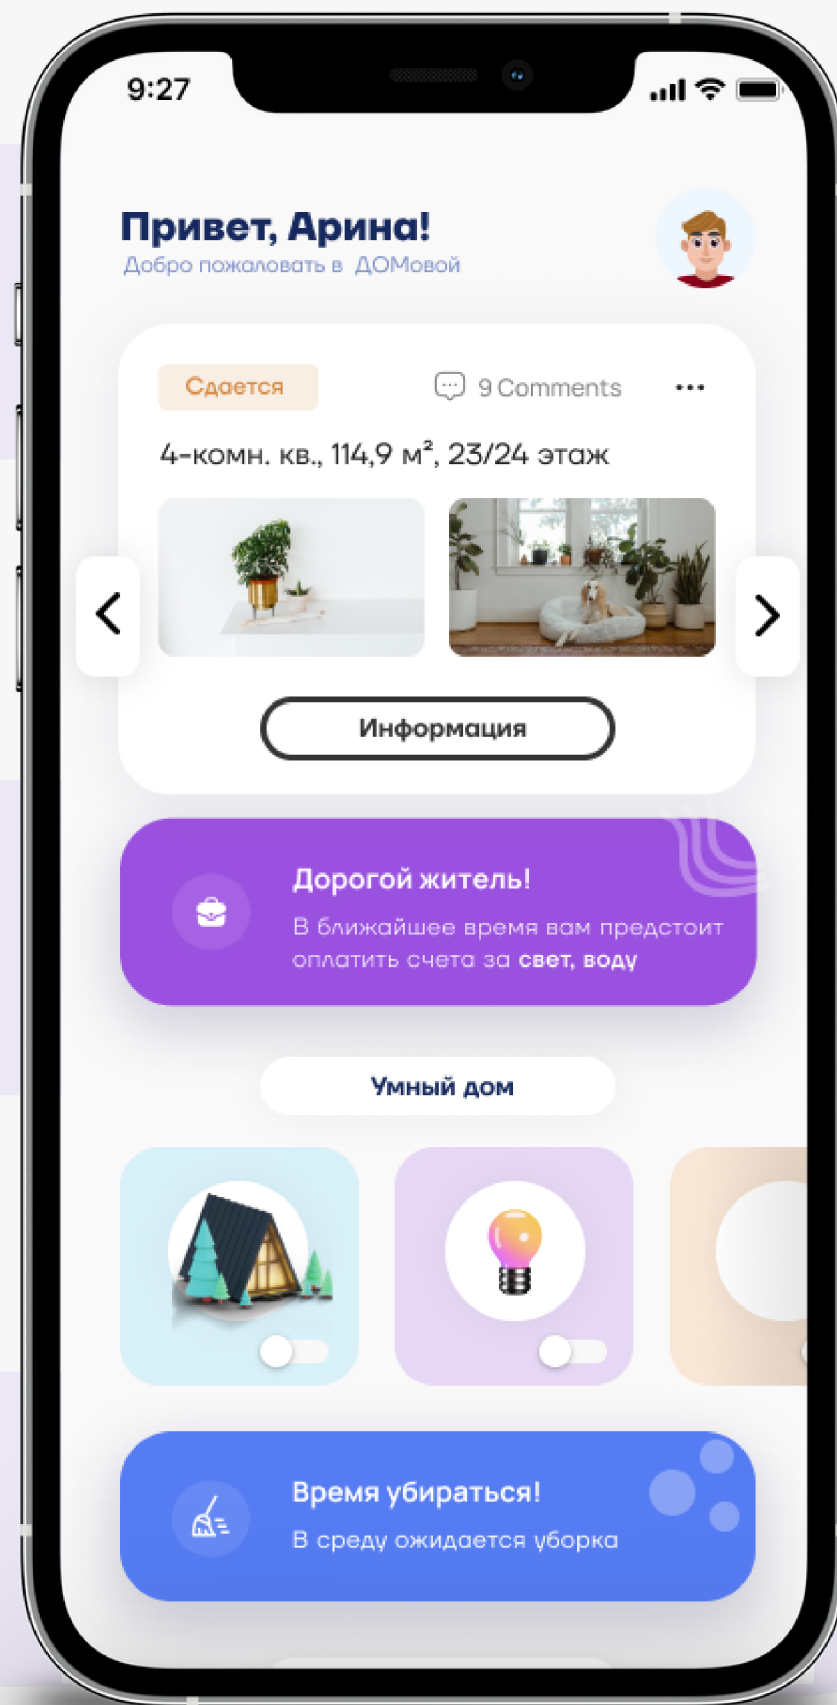 9:27
Привет, Арина!
Добро пожаловать в ДОМовой
Сдается
9 Comments
4-комн. кв., 114,9 м², 23/24 этаж
Информация
Дорогой житель!
В ближайшее время вам предстоит
оплатить счета за свет, воду
Умный дом
Время убираться!
В среду ожидается уборка